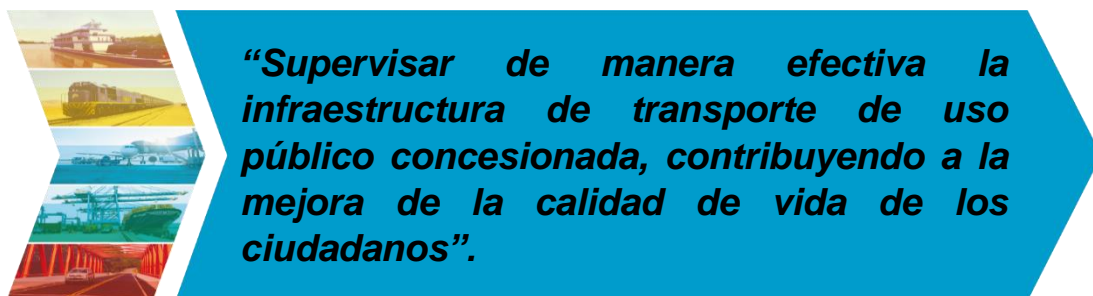 “Supervisar de manera efectiva la
infraestructura de transporte de uso
público concesionada, contribuyendo a la
mejora de la calidad de vida de los
ciudadanos”.